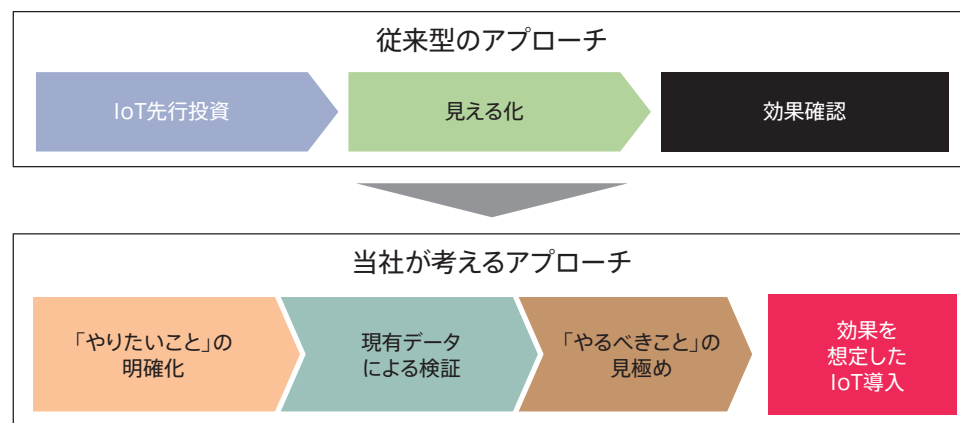 従来型のアプローチ
IoT先行投資
見える化
効果確認
当社が考えるアプローチ
「やりたいこと」の
明確化
現有データ
による検証
「やるべきこと」の
見極め
効果を
想定した
IoT導入